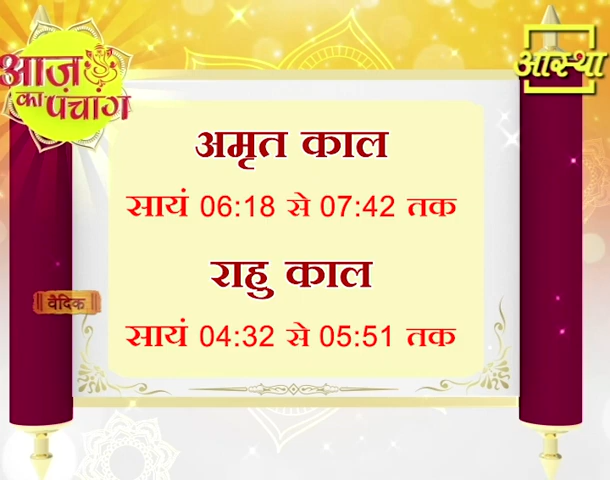 आज
का पंचांग
आस्था
अमृत काल
सायं 06:18 से 07:42 तक
राहु काल
|| वैदिक ||
सायं 04:32 से 05:51 तक